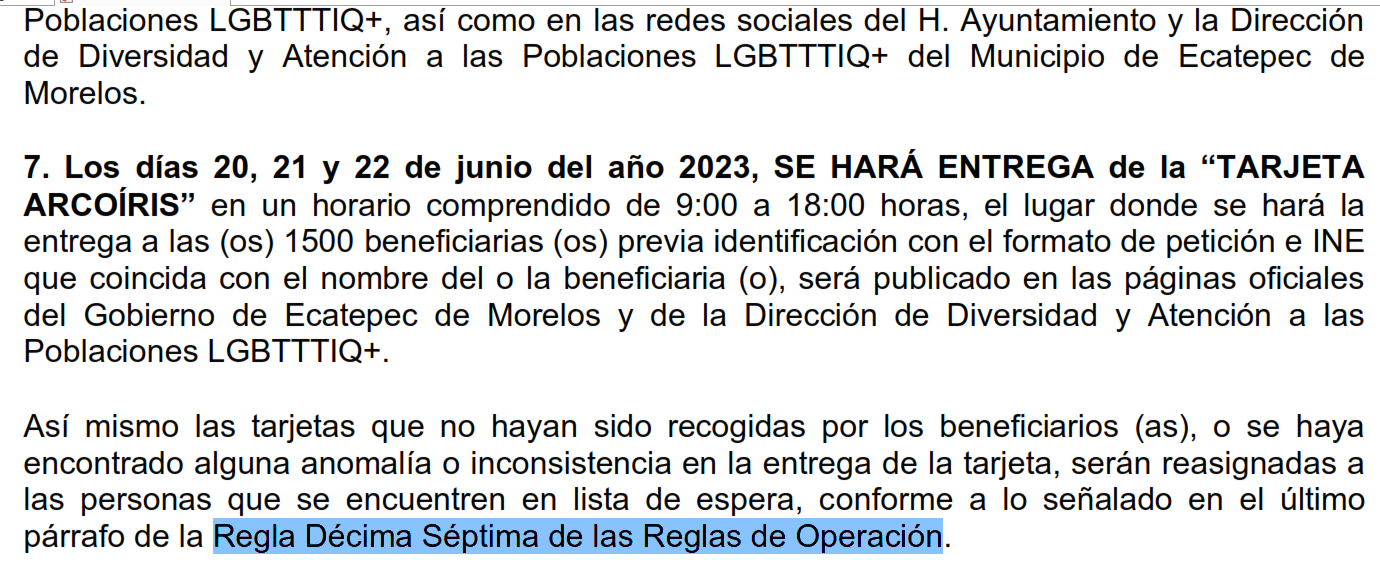 Poblaciones LGBTTTIQ+, así como en las redes sociales del H. Ayuntamiento y la Dirección
de Diversidad y Atención a las Poblaciones LGBTTTIQ+ del Municipio de Ecatepec de
Morelos.
7. Los días 20, 21 y 22 de junio del año 2023, SE HARÁ ENTREGA de la “TARJETA
ARCOÍRIS” en un horario comprendido de 9:00 a 18:00 horas, el lugar donde se hará la
entrega a las (os) 1500 beneficiarias (os) previa identificación con el formato de petición e INE
que coincida con el nombre del o la beneficiaria (o), será publicado en las páginas oficiales
del Gobierno de Ecatepec de Morelos y de la Dirección de Diversidad y Atención a las
Poblaciones LGBTTTIQ+.
Así mismo las tarjetas que no hayan sido recogidas por los beneficiarios (as), o se haya
encontrado alguna anomalía o inconsistencia en la entrega de la tarjeta, serán reasignadas a
las personas que se encuentren en lista de espera, conforme a lo señalado en el último
párrafo de la Regla Décima Séptima de las Reglas de Operación.